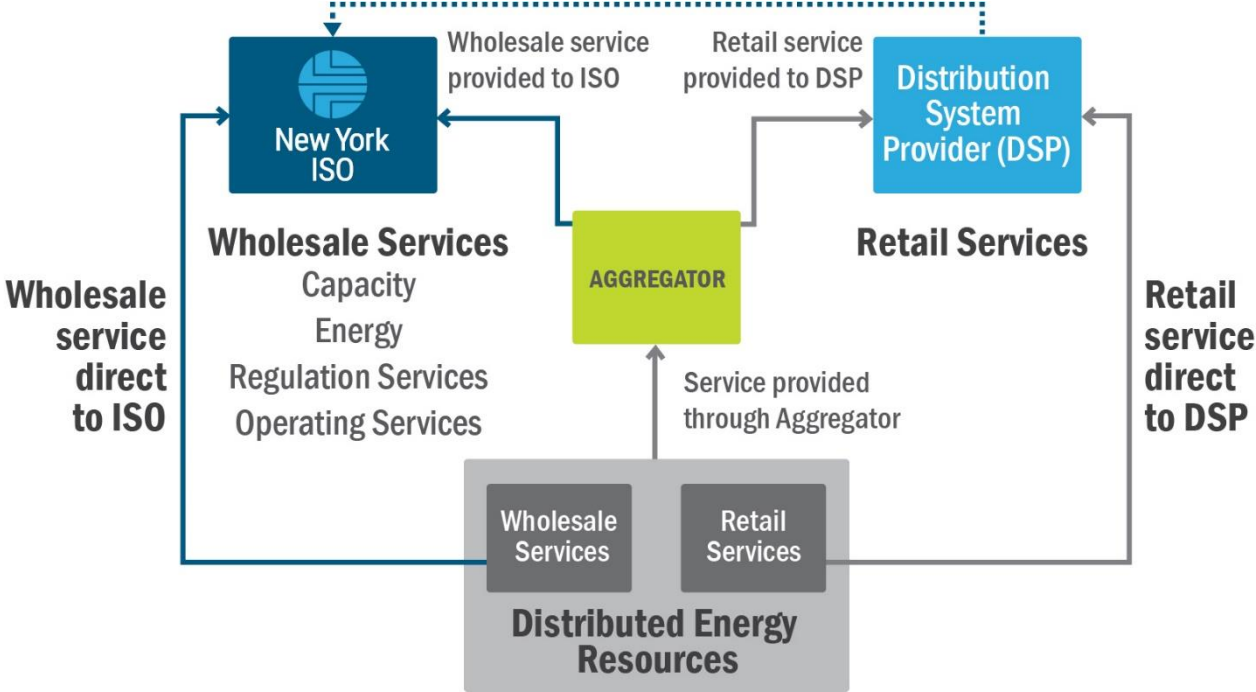 Wholesale service
provided to ISO
Retail service
provided to DSP
New York
ISO
Distribution
System
Provider (DSP)
Wholesale Services
Capacity
Energy
Regulation Services
Operating Services
AGGREGATOR
Retail Services
Wholesale
service
direct
to ISO
Retail
service
direct
to DSP
Service provided
through Aggregator
Wholesale
Services
Retail
Services
Distributed Energy
Resources